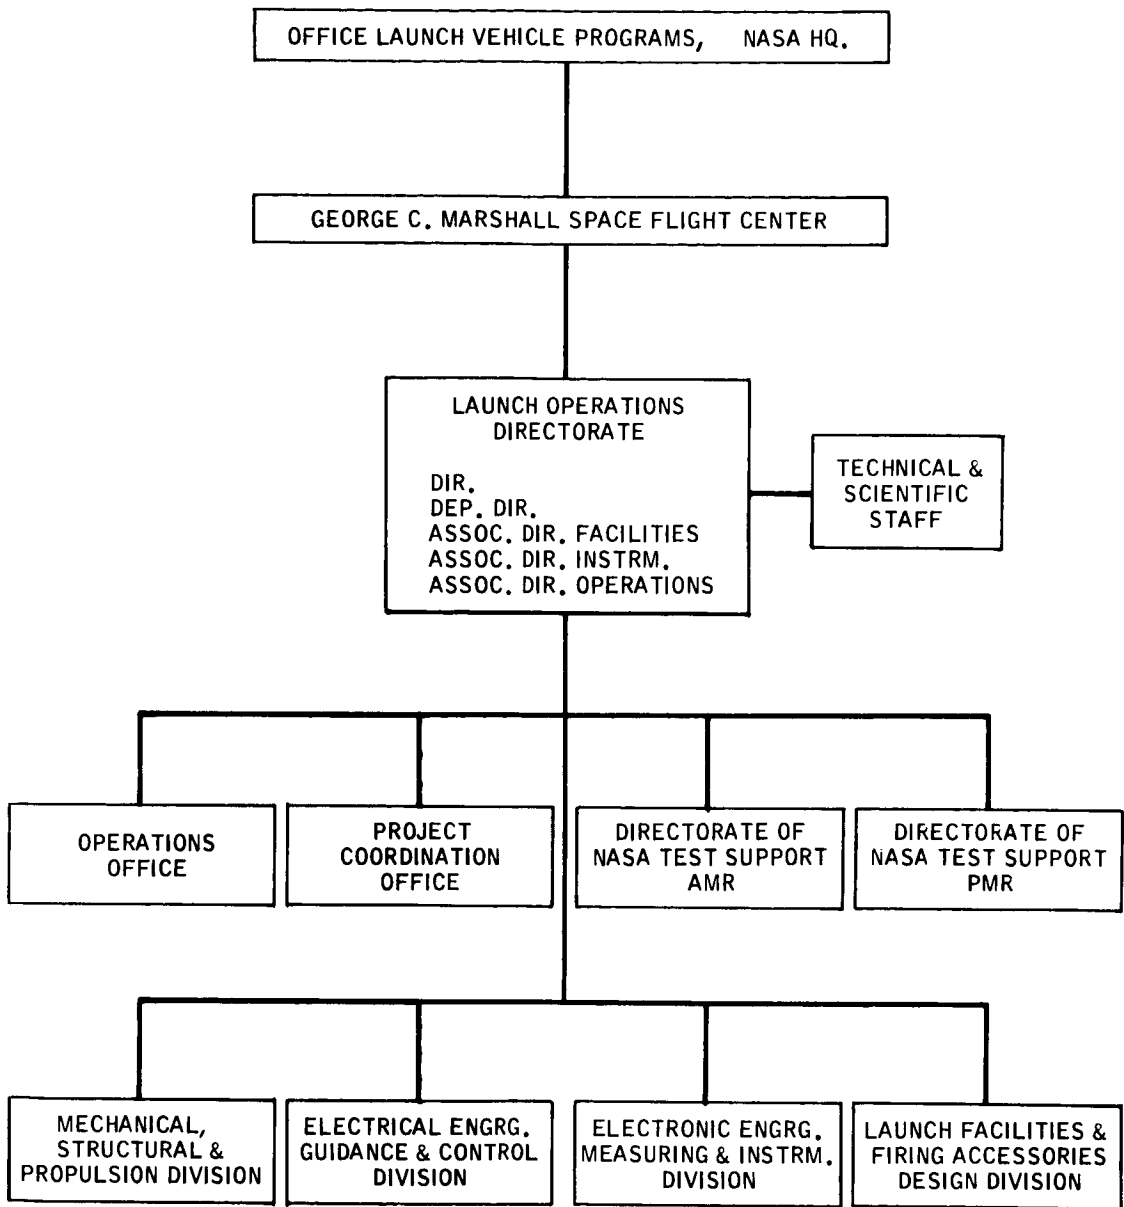 OFFICE LAUNCH VEHICLE PROGRAMS, NASA HQ.
GEORGE C. MARSHALL SPACE FLIGHT CENTER
LAUNCH OPERATIONS
DIRECTORATE
DIR.
DEP. DIR.
ASSOC. DIR. FACILITIES
ASSOC. DIR. INSTRM.
ASSOC. DIR. OPERATIONS
TECHNICAL &
SCIENTIFIC
STAFF
OPERATIONS
OFFICE
PROJECT
COORDINATION
OFFICE
DIRECTORATE OF
NASA TEST SUPPORT
AMR
DIRECTORATE OF
NASA TEST SUPPORT
PMR
MECHANICAL,
STRUCTURAL &
PROPULSION DIVISION
ELECTRICAL ENGRG.
GUIDANCE & CONTROL
DIVISION
ELECTRONIC ENGRG.
MEASURING & INSTRM.
DIVISION
LAUNCH FACILITIES &
FIRING ACCESSORIES
DESIGN DIVISION